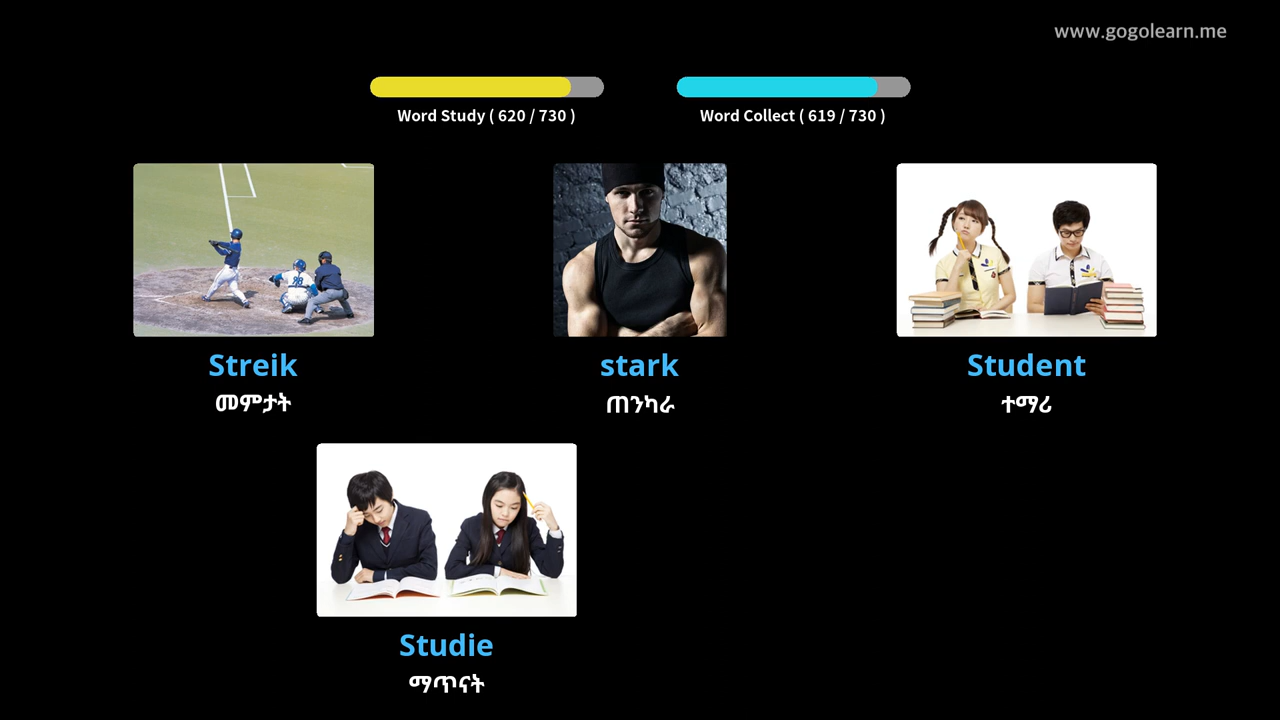 www.gogolearn.me
Word Study ( 620 / 730 )
Word Collect ( 619 / 730 )
Streik
መምታት
stark
ጠንካራ
Student
ተማሪ
Studie
ማጥናት